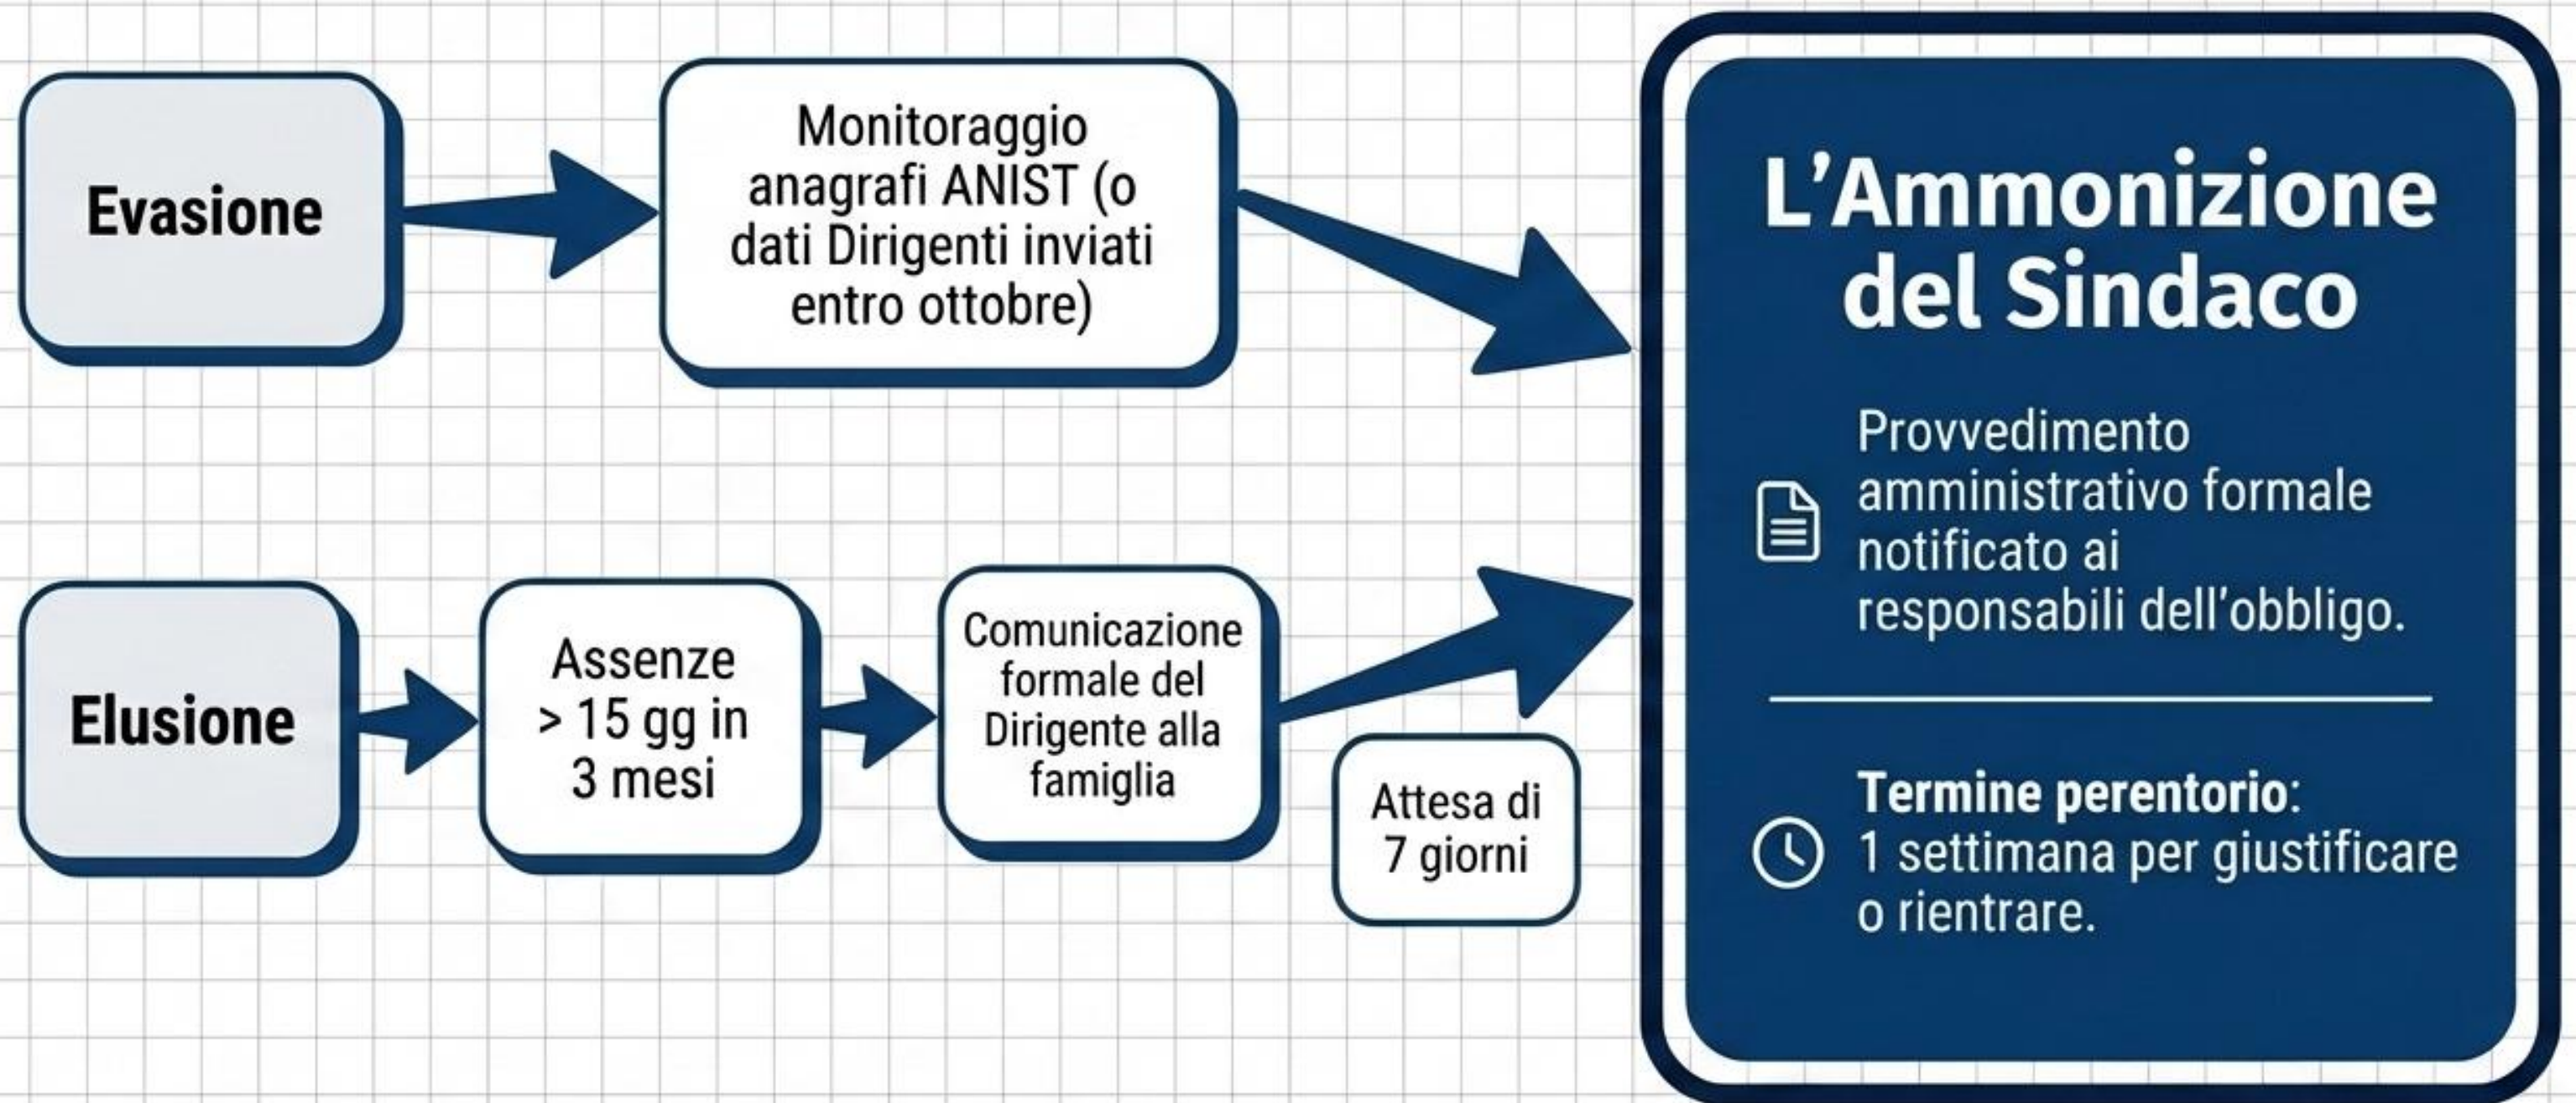 Evasione
Monitoraggio
anagrafi ANIST (o
dati Dirigenti inviati
entro ottobre)
Elusione
Assenze
> 15 gg in
3 mesi
Comunicazione
formale del
Dirigente alla
famiglia
Attesa di
7 giorni
L’Ammonizione
del Sindaco
Provvedimento
amministrativo formale
notificato ai
responsabili dell’obbligo.
Termine perentorio:
1 settimana per giustificare
o rientrare.